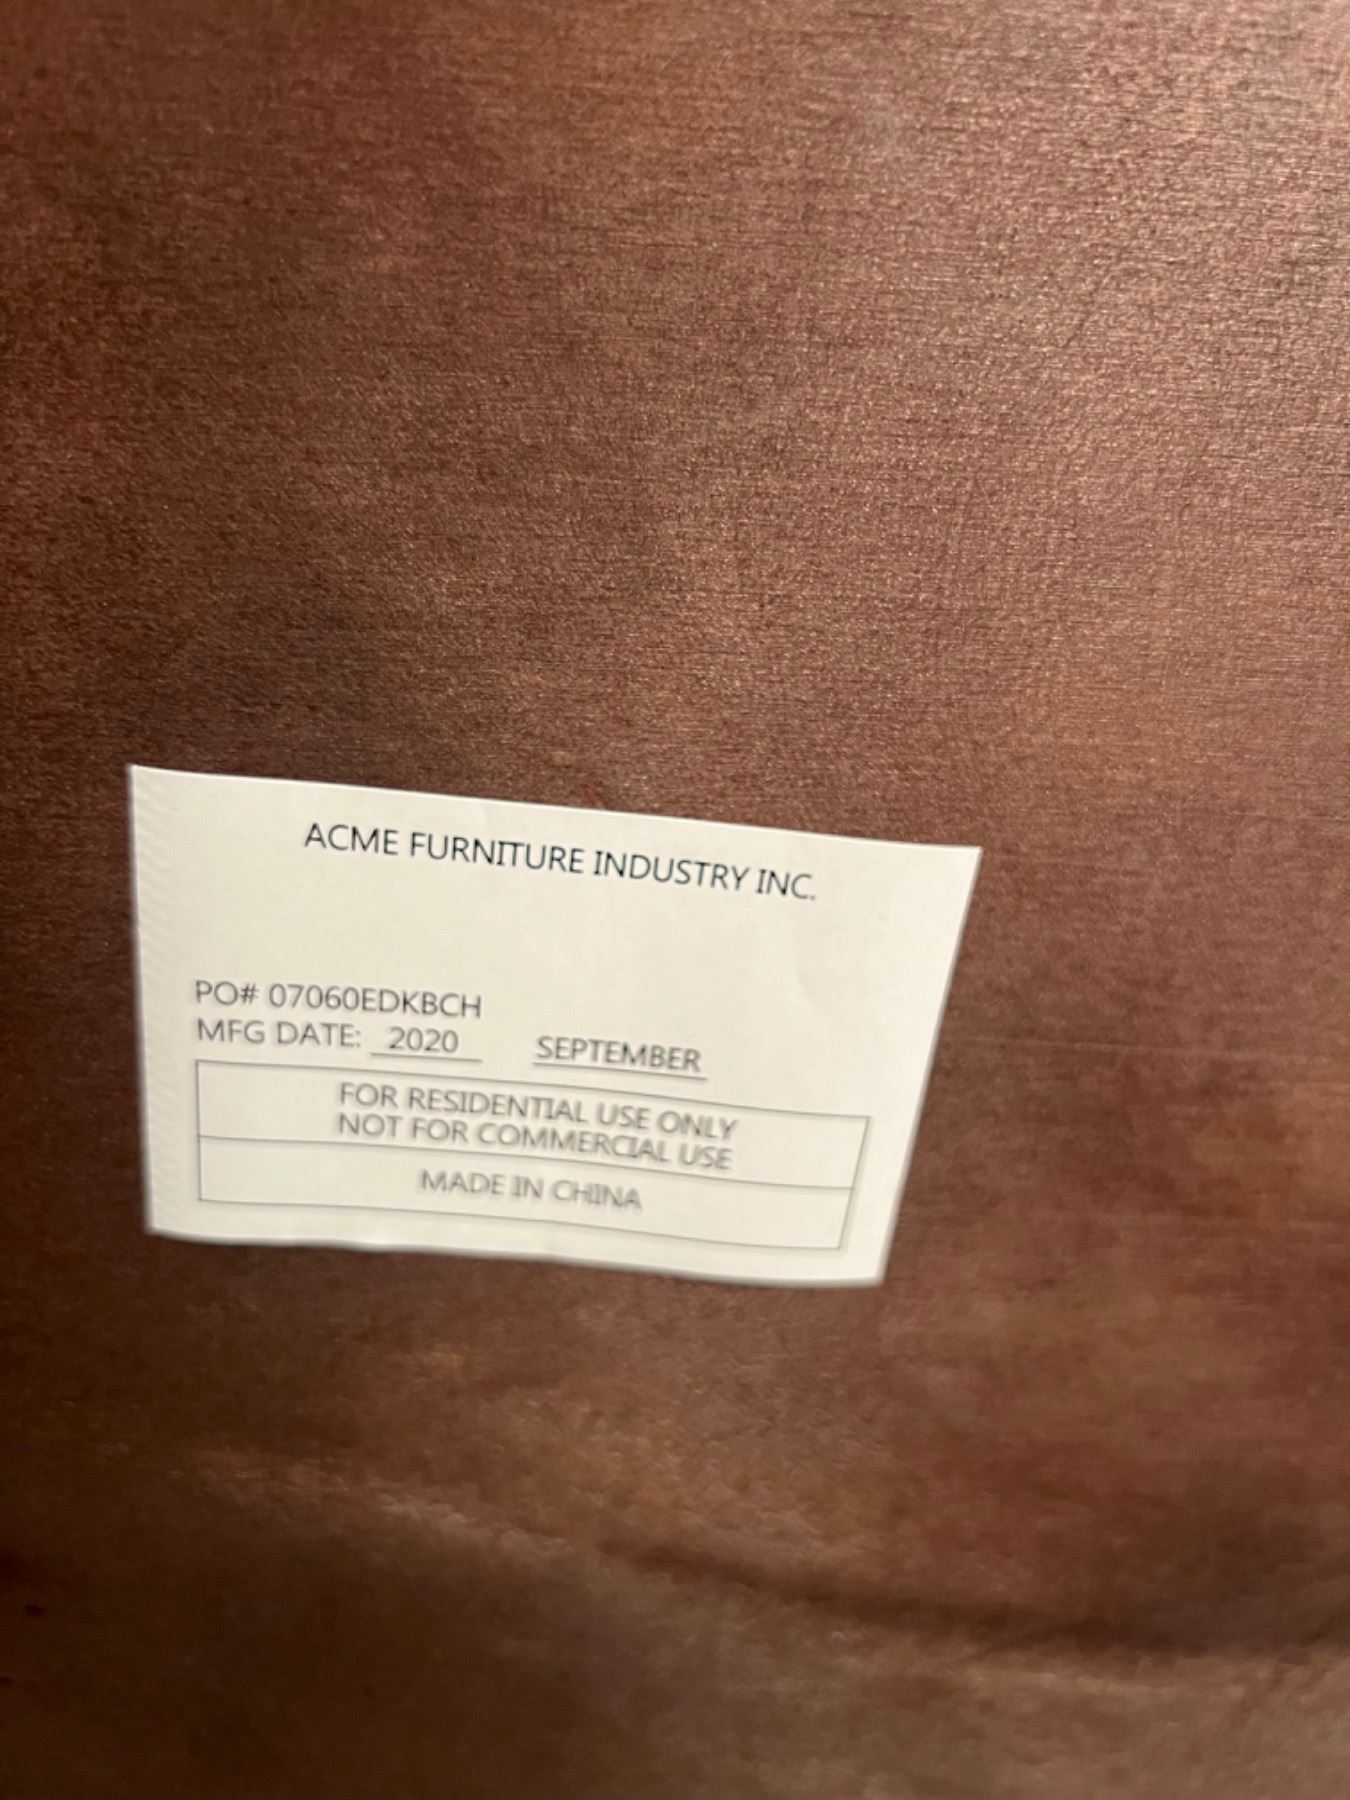 ACME FURNITURE INDUSTRY INC.
PO# 07060EDKBCH
MFG DATE: 2020 SEPTEMBER
FOR RESIDENTIAL USE ONLY
NOT FOR COMMERCIAL USE
MADE IN CHINA